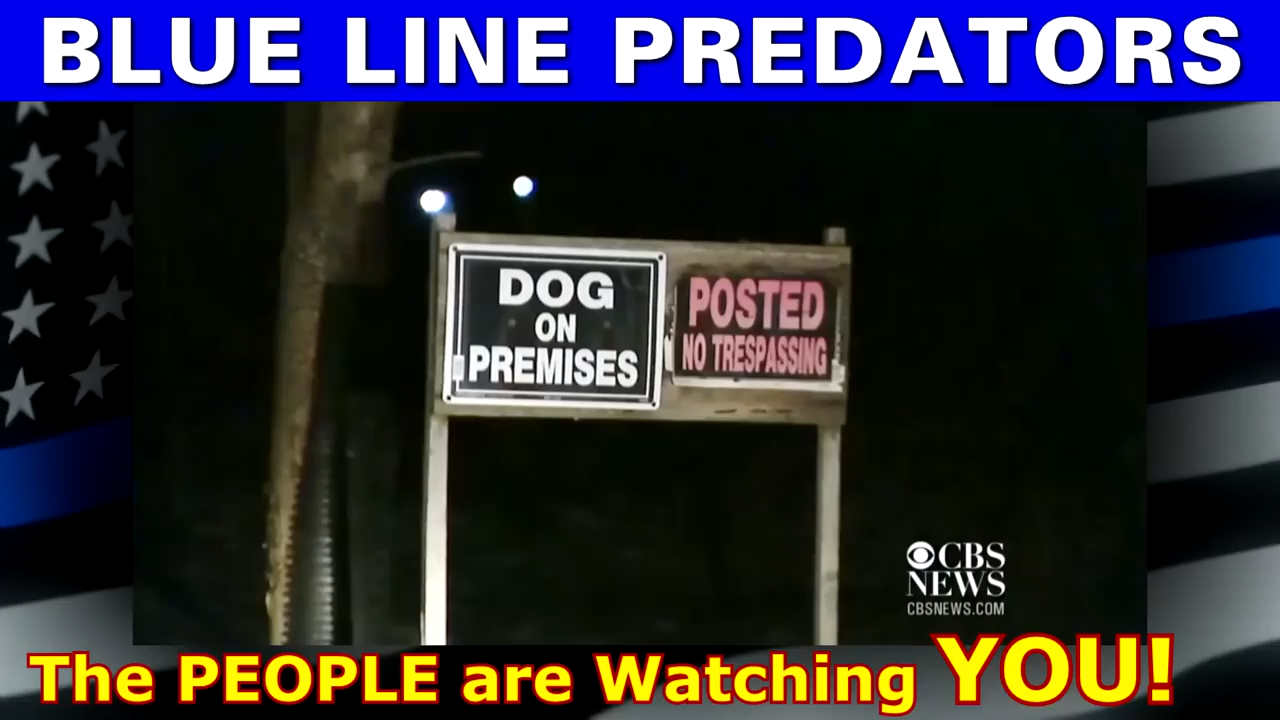 BLUE LINE PREDATORS
DOG
ON
PREMISES
POSTED
NO TRESPASSING
CBS
NEWS
CBSNEWS.COM
The PEOPLE are Watching YOU!